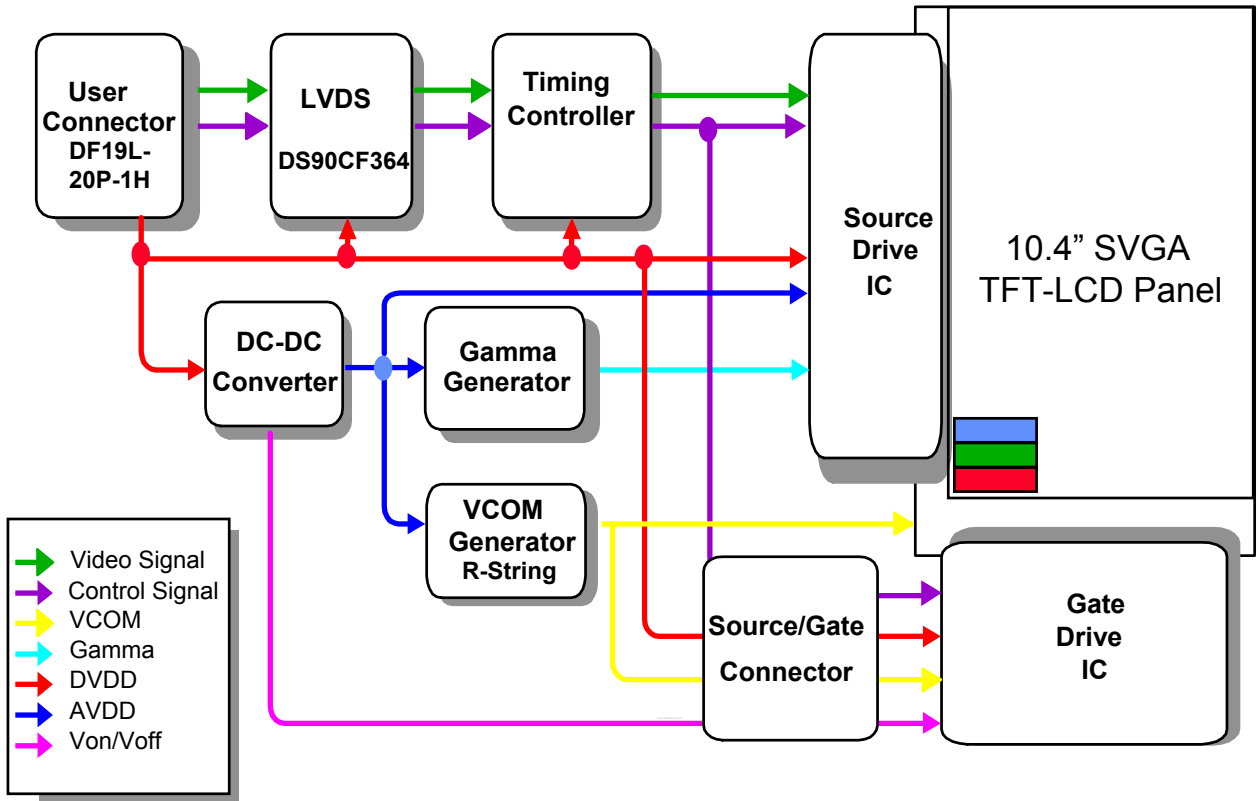 User
Connector
DF19L-
20P-1H
LVDS
DS90CF364
Timing
Controller
Source
Drive
IC
10.4” SVGA
TFT-LCD Panel
DC-DC
Converter
Gamma
Generator
VCOM
Generator
R-String
Source/Gate
Connector
Gate
Drive
IC
Video Signal
Control Signal
VCOM
Gamma
DVDD
AVDD
Von/Voff